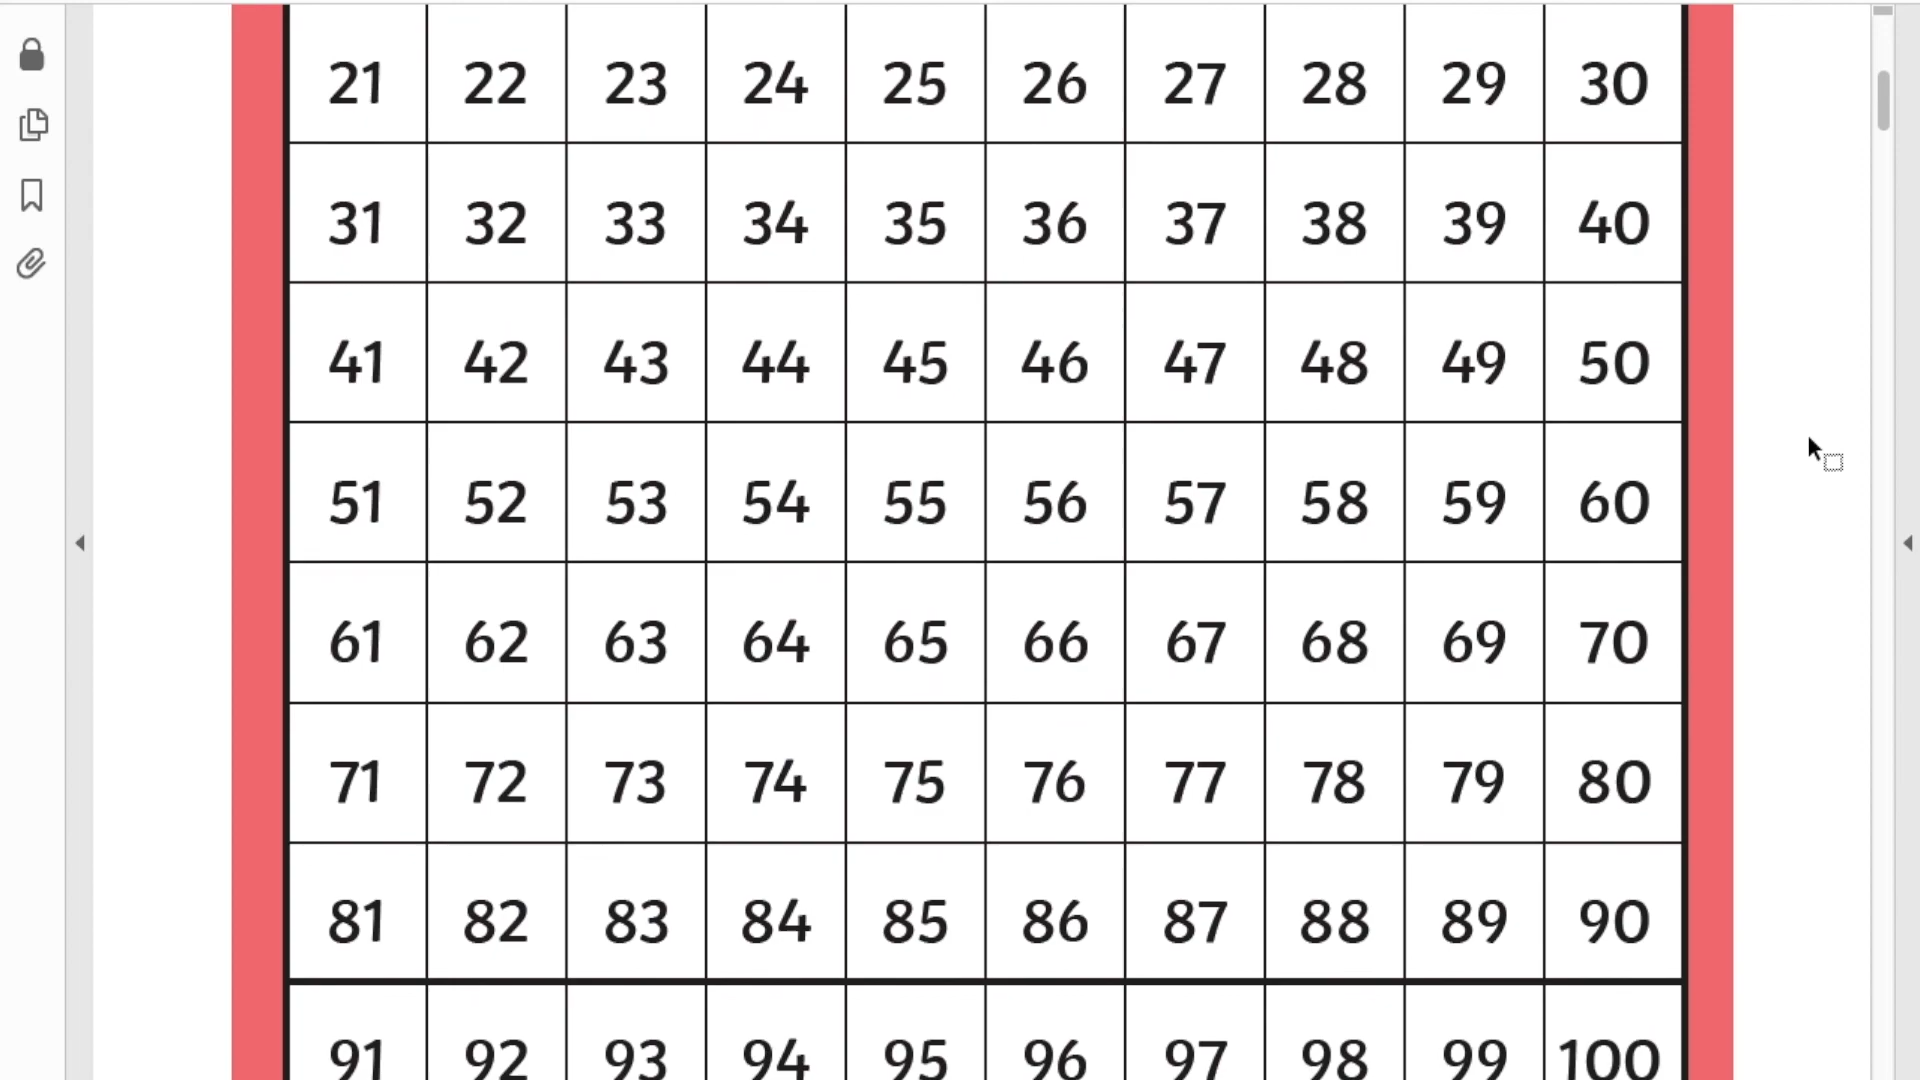 21 22 23 24 25 26 27 28 29 30
31 32 33 34 35 36 37 38 39 40
41 42 43 44 45 46 47 48 49 50
51 52 53 54 55 56 57 58 59 60
61 62 63 64 65 66 67 68 69 70
71 72 73 74 75 76 77 78 79 80
81 82 83 84 85 86 87 88 89 90
91 92 93 94 95 96 97 98 99 100